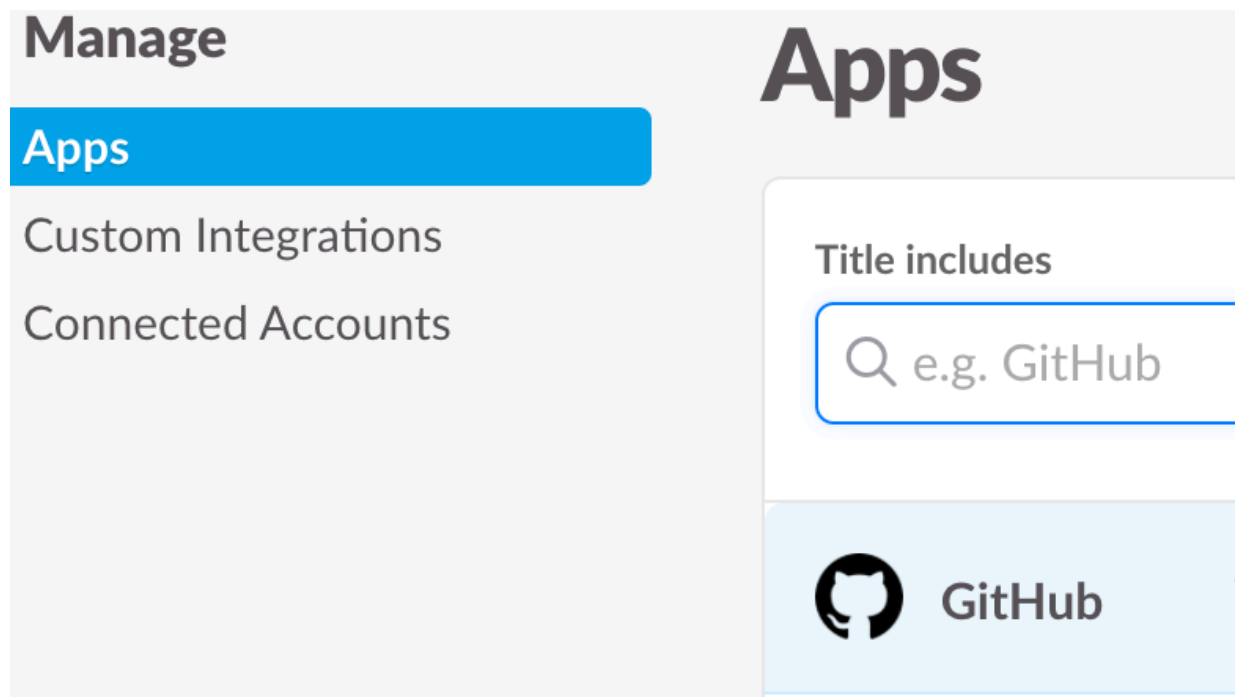 Manage
Apps
Custom Integrations
Connected Accounts
Apps
Title includes
e.g. GitHub
GitHub